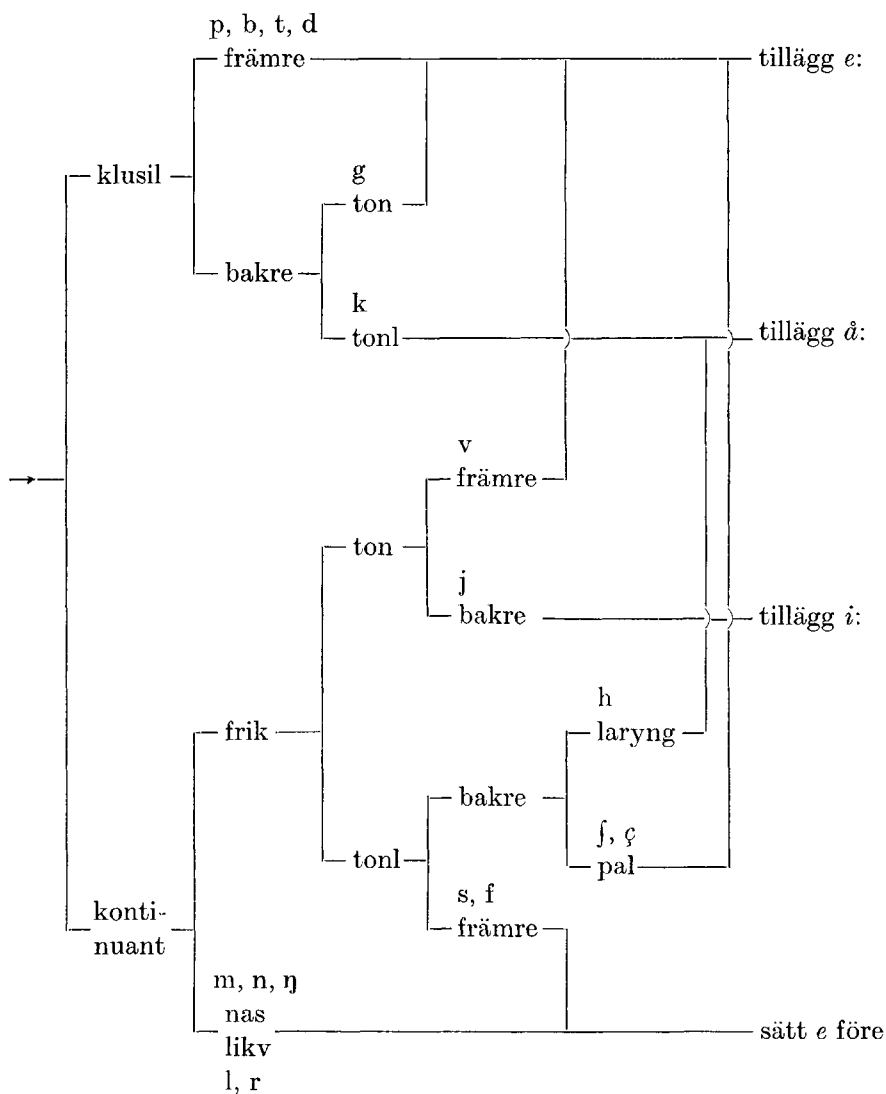 p, b, t, d
främre
tillägg e:
klusil
g
ton
bakre
k
tonl
tillägg å:
v
främre
→
ton
j
bakre
tillägg i:
h
frik
laryng
bakre
ʃ, ç
tonl
pal
s, f
konti-
främre
nuant
m, n, ŋ
nas
sätt e före
likv
l, r